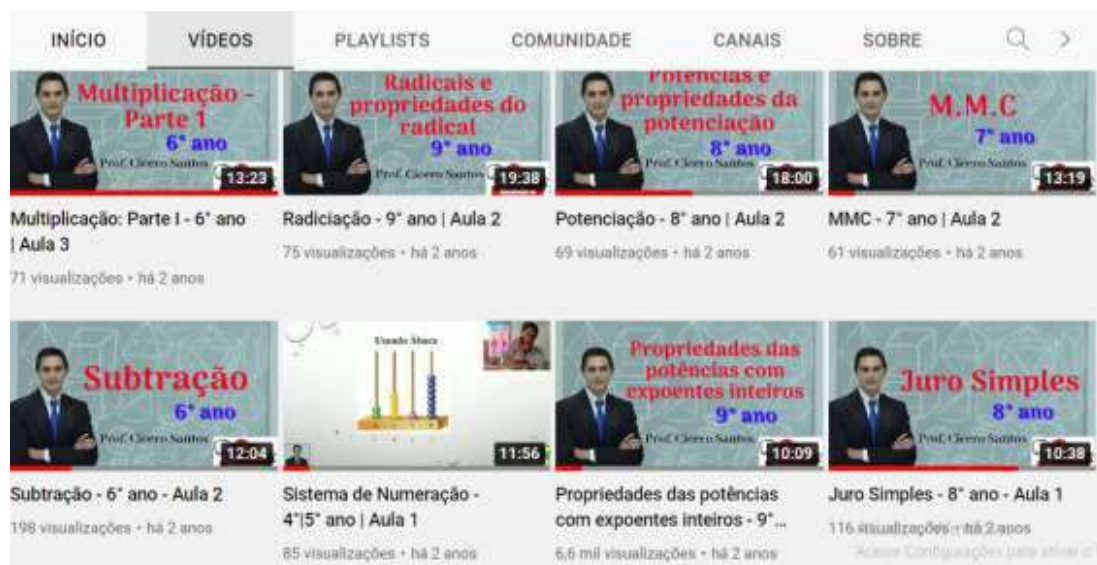 INÍCIO VÍDEOS PLAYLISTS COMUNIDADE CANAIS SOBRE
Multiplicação -
Parte 1
6° ano
Prof. Cicero Santos
13:23
Radicais e
propriedades do
radical
9° ano
Prof. Cicero Santos
19:38
Potências e
propriedades da
potenciação
8° ano
Prof. Cicero Santos
18:00
M.M.C
7° ano
Prof. Cicero Santos
13:19
Multiplicação: Parte I - 6° ano
| Aula 3
71 visualizações • há 2 anos
Radiciação - 9° ano | Aula 2
75 visualizações • há 2 anos
Potenciação - 8° ano | Aula 2
69 visualizações • há 2 anos
MMC - 7° ano | Aula 2
61 visualizações • há 2 anos
Subtração
6° ano
Prof. Cicero Santos
12:04
Usando Ábaco
11:56
Propriedades das
potências com
expoentes inteiros
9° ano
Prof. Cicero Santos
10:09
Juro Simples
8° ano
Prof. Cicero Santos
10:38
Subtração - 6° ano - Aula 2
198 visualizações • há 2 anos
Sistema de Numeração -
4°|5° ano | Aula 1
85 visualizações • há 2 anos
Propriedades das potências
com expoentes inteiros - 9°...
6,6 mil visualizações • há 2 anos
Juro Simples - 8° ano - Aula 1
116 visualizações • há 2 anos
Acesse Configurações para ativar o